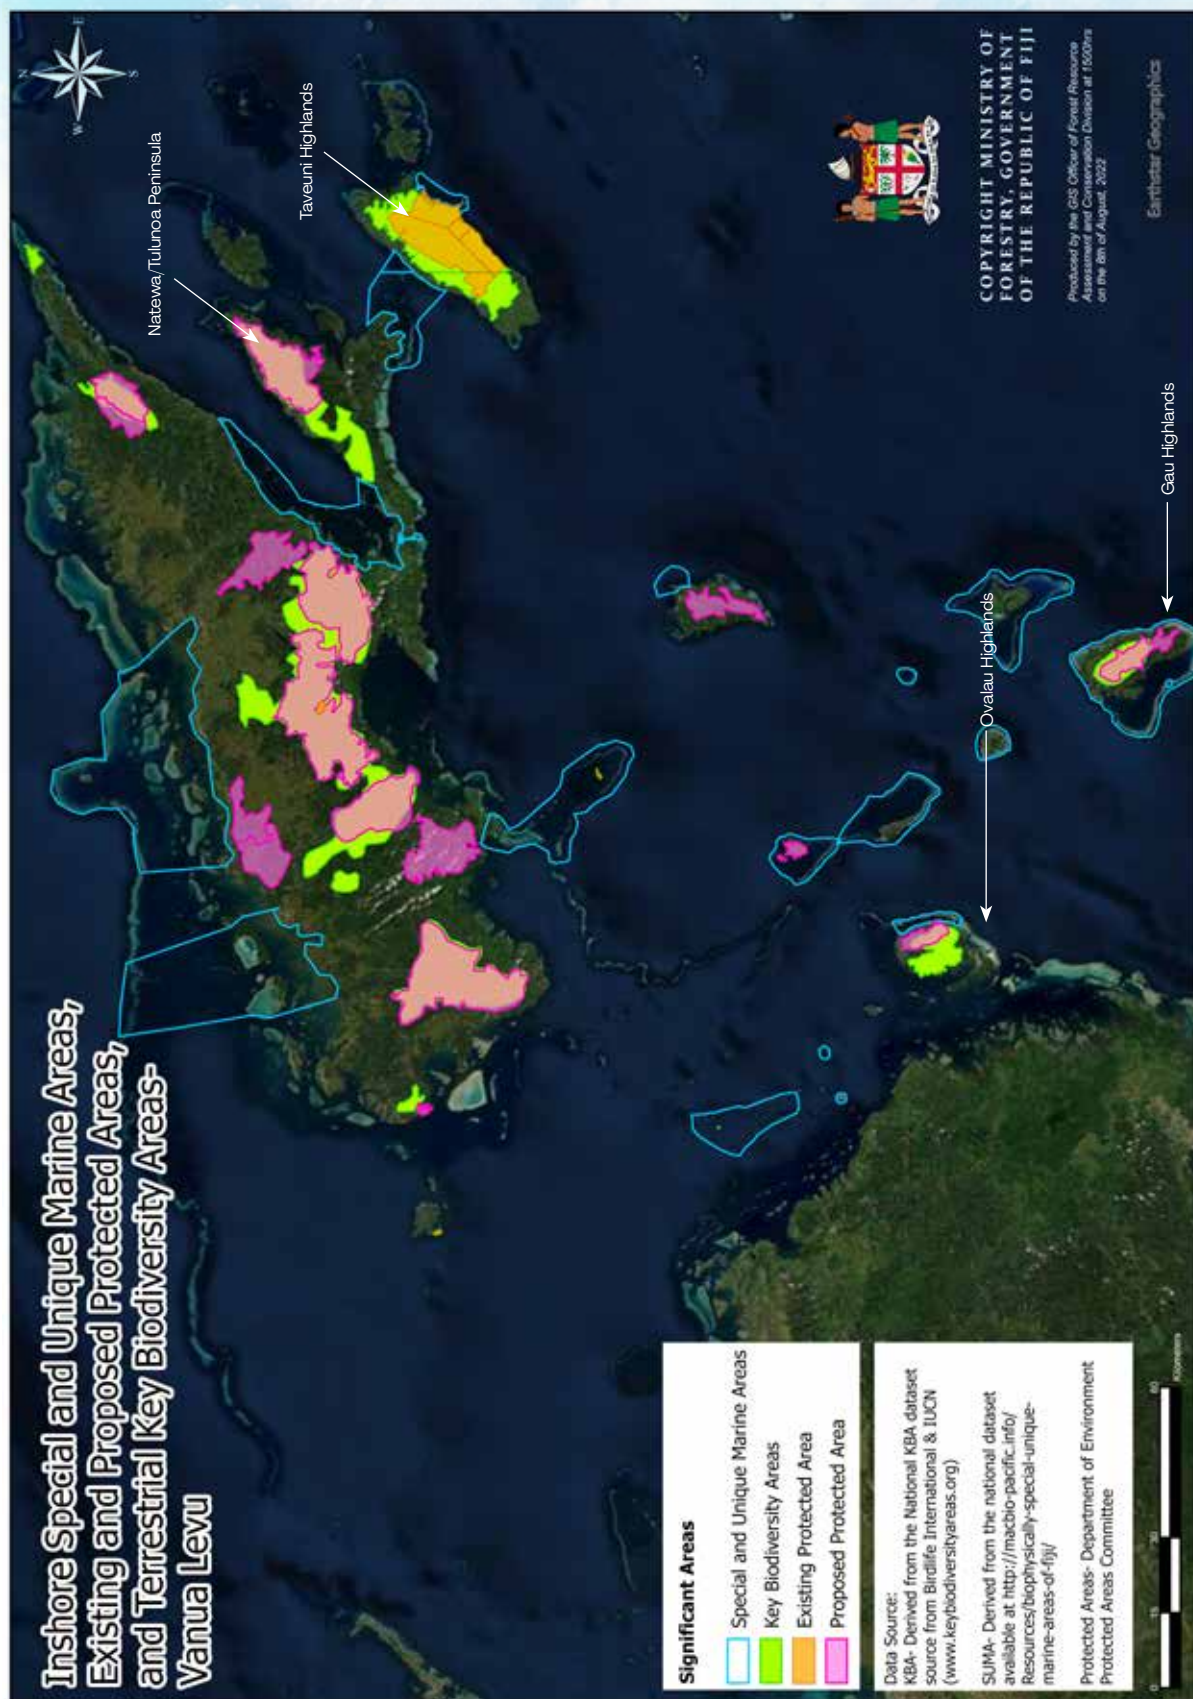 Inshore Special and Unique Marine Areas,
Existing and Proposed Protected Areas,
and Terrestrial Key Biodiversity Areas-
Vanua Levu
N
E
S
W
Natewa/Tulunoa Peninsula
Taveuni Highlands
Ovalau Highlands
Gau Highlands
Significant Areas
Special and Unique Marine Areas
Key Biodiversity Areas
Existing Protected Area
Proposed Protected Area
Data Source:
KBA- Derived from the National KBA dataset
source from Birdlife International & IUCN
(www.keybiodiversityareas.org)
SUMA- Derived from the national dataset
available at http://macbio-pacific.info/
Resources/biophysically-special-unique-
marine-areas-of-fiji/
Protected Areas- Department of Environment
Protected Areas Committee
0 15 30 60
Kilometers
COPYRIGHT MINISTRY OF
FORESTRY, GOVERNMENT
OF THE REPUBLIC OF FIJI
Produced by the GIS Officer of Forest Resource
Assessment and Conservation Division at 1500hrs
on the 8th of August, 2022
Earthstar Geographics